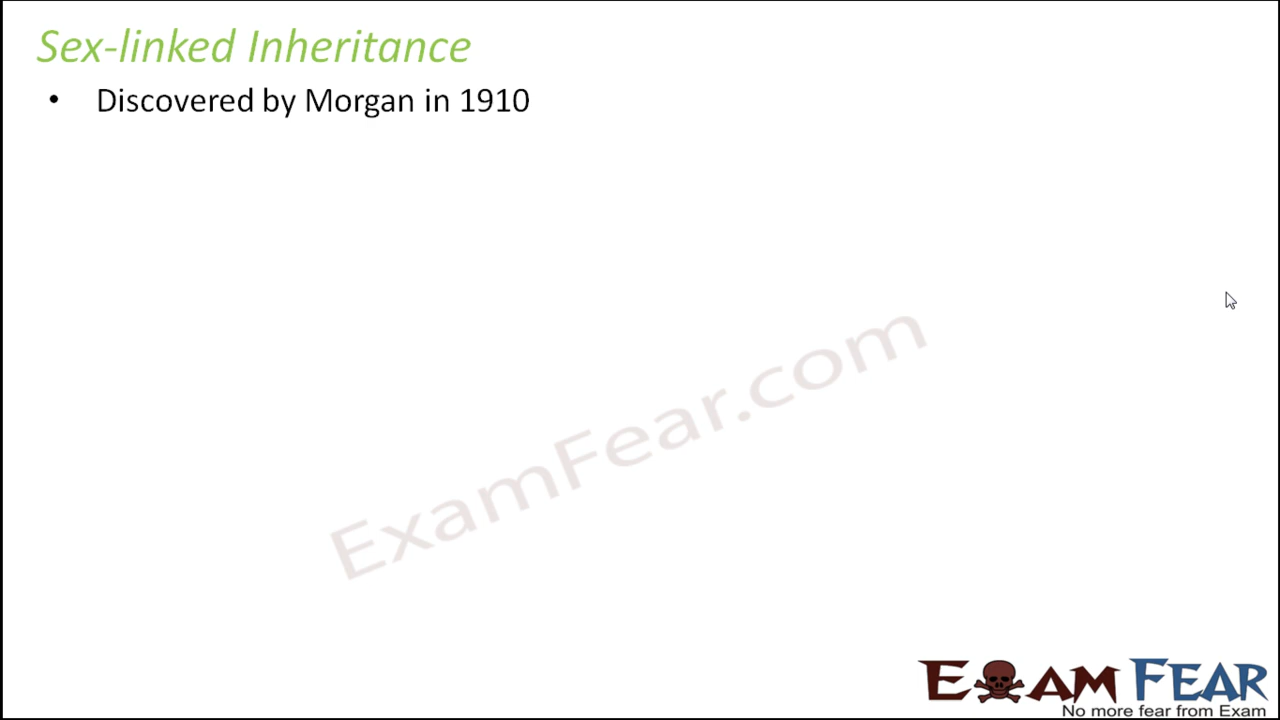 Sex-linked Inheritance
• Discovered by Morgan in 1910
ExamFear.com
EXAM FEAR
No more fear from Exam